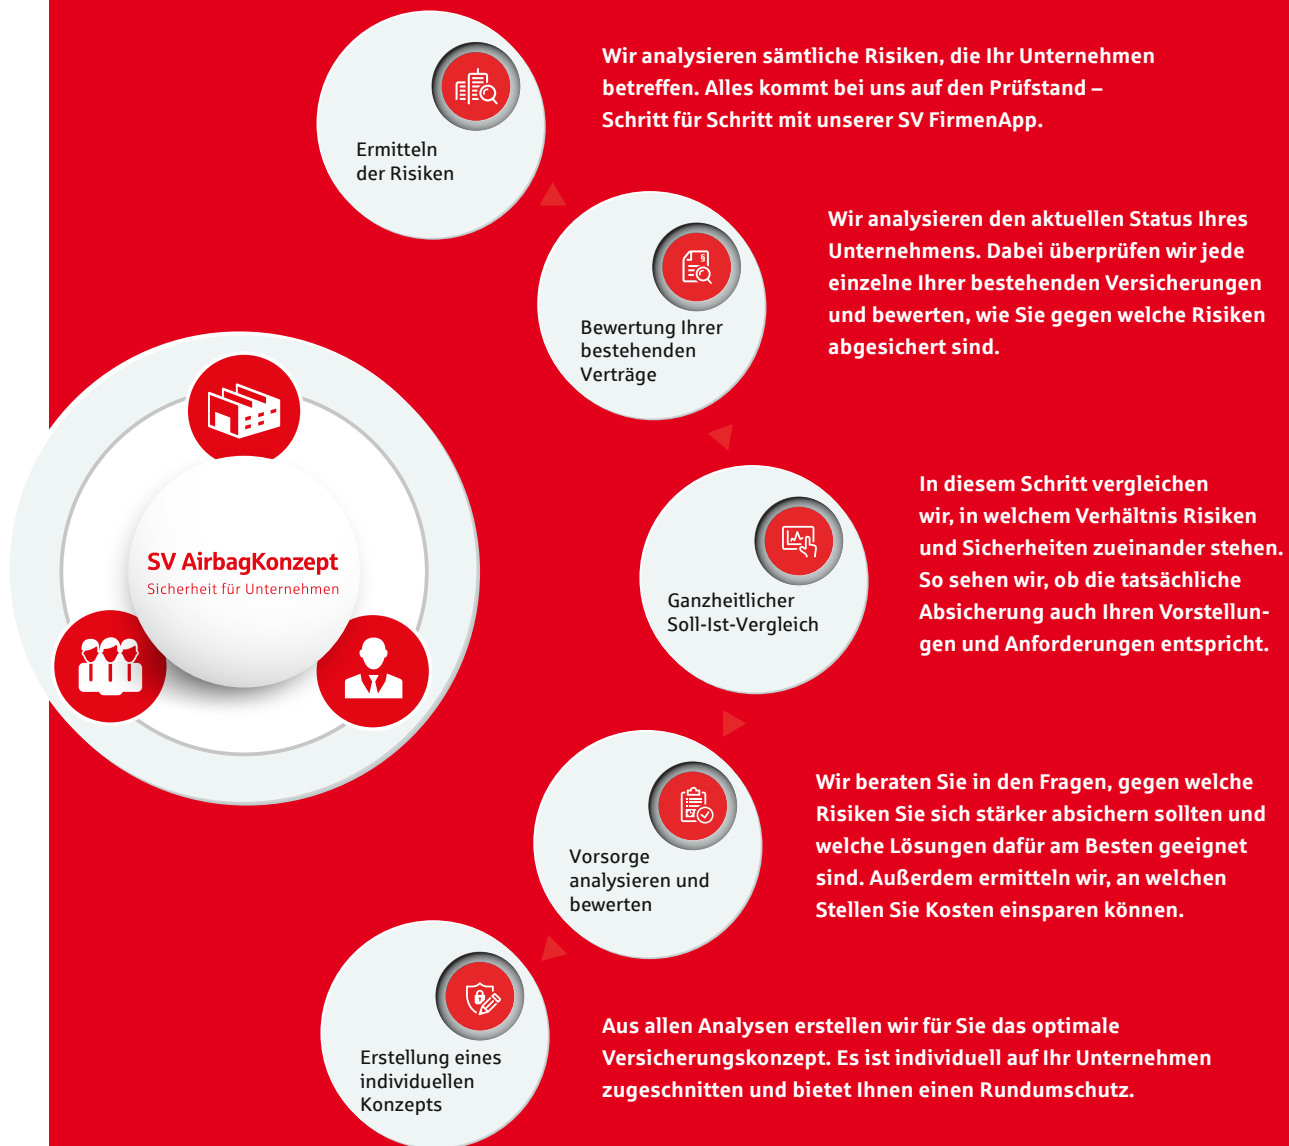 Wir analysieren sämtliche Risiken, die Ihr Unternehmen
betreffen. Alles kommt bei uns auf den Prüfstand –
Schritt für Schritt mit unserer SV FirmenApp.
Ermitteln
der Risiken
Wir analysieren den aktuellen Status Ihres
Unternehmens. Dabei überprüfen wir jede
einzelne Ihrer bestehenden Versicherungen
und bewerten, wie Sie gegen welche Risiken
abgesichert sind.
Bewertung Ihrer
bestehenden
Verträge
SV AirbagKonzept
Sicherheit für Unternehmen
In diesem Schritt vergleichen
wir, in welchem Verhältnis Risiken
und Sicherheiten zueinander stehen.
So sehen wir, ob die tatsächliche
Absicherung auch Ihren Vorstellun-
gen und Anforderungen entspricht.
Ganzheitlicher
Soll-Ist-Vergleich
Wir beraten Sie in den Fragen, gegen welche
Risiken Sie sich stärker absichern sollten und
welche Lösungen dafür am Besten geeignet
sind. Außerdem ermitteln wir, an welchen
Stellen Sie Kosten einsparen können.
Vorsorge
analysieren und
bewerten
Aus allen Analysen erstellen wir für Sie das optimale
Versicherungskonzept. Es ist individuell auf Ihr Unternehmen
zugeschnitten und bietet Ihnen einen Rundumschutz.
Erstellung eines
individuellen
Konzepts